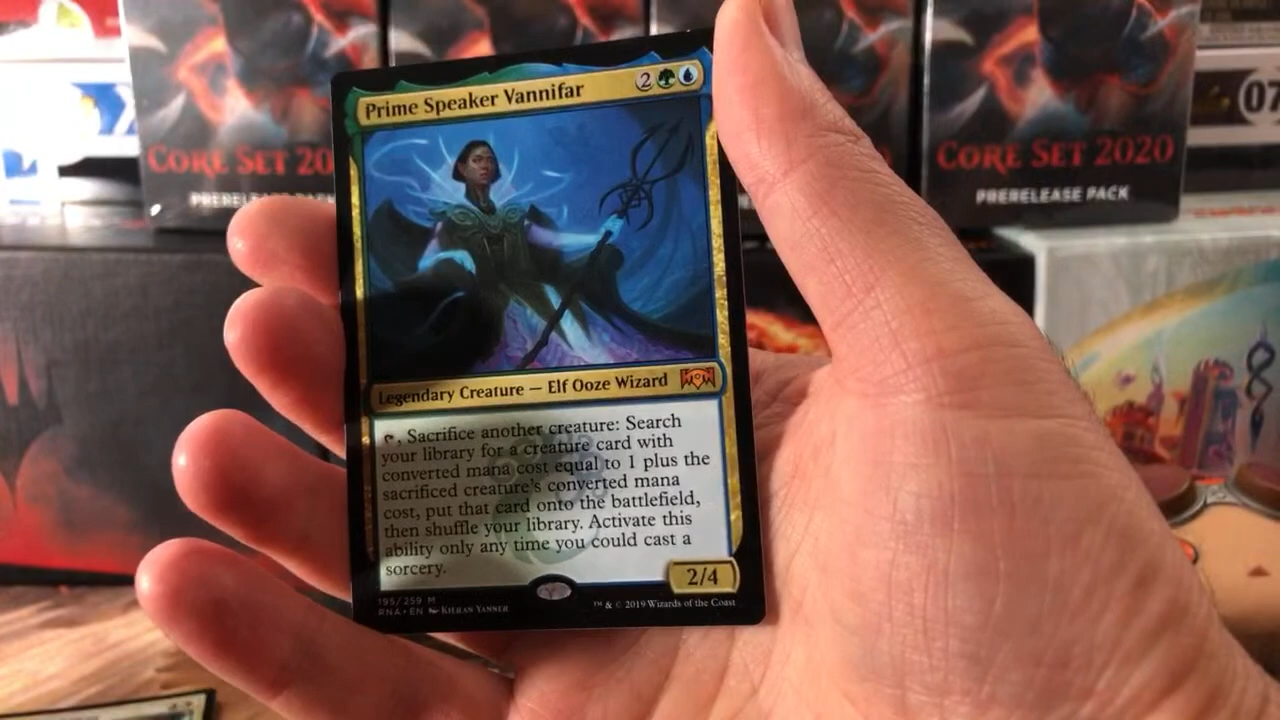 CORE SET 20
PRERELEASE
CORE SET 2020
PRERELEASE PACK
07
Prime Speaker Vannifar
2
Legendary Creature — Elf Ooze Wizard
, Sacrifice another creature: Search
your library for a creature card with
converted mana cost equal to 1 plus the
sacrificed creature's converted mana
cost, put that card onto the battlefield,
then shuffle your library. Activate this
ability only any time you could cast a
sorcery.
2/4
195/259 M
RNA • EN KIERAN YANNER
™ & © 2019 Wizards of the Coast